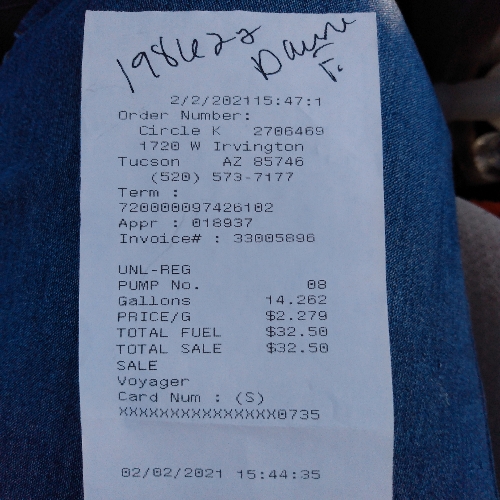 198622 Dawne F.
2/2/202115:47:1
Order Number:
Circle K 2706469
1720 W Irvington
Tucson AZ 85746
(520) 573-7177
Term :
720000097426102
Appr : 018937
Invoice# : 33005896
UNL-REG
PUMP No. 08
Gallons 14.262
PRICE/G $2.279
TOTAL FUEL $32.50
TOTAL SALE $32.50
SALE
Voyager
Card Num : (S)
XXXXXXXXXXXXXXX0735
02/02/2021 15:44:35